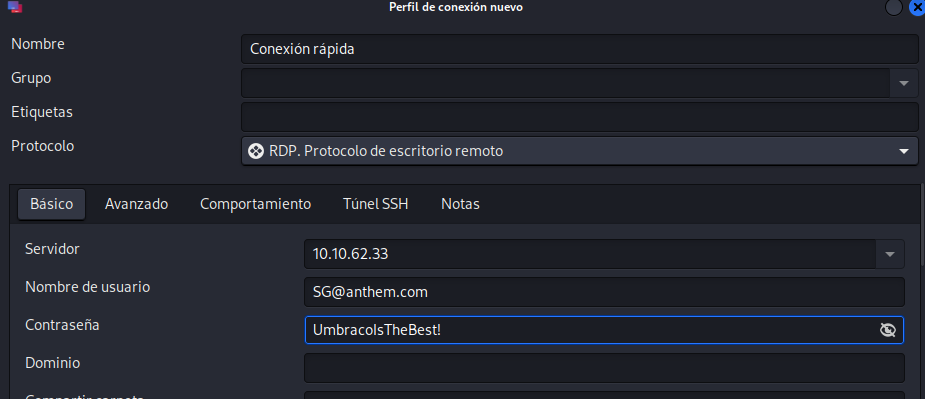 Perfil de conexión nuevo
Nombre Conexión rápida
Grupo
Etiquetas
Protocolo RDP. Protocolo de escritorio remoto
Básico Avanzado Comportamiento Túnel SSH Notas
Servidor 10.10.62.33
Nombre de usuario SG@anthem.com
Contraseña UmbracoIsTheBest!
Dominio